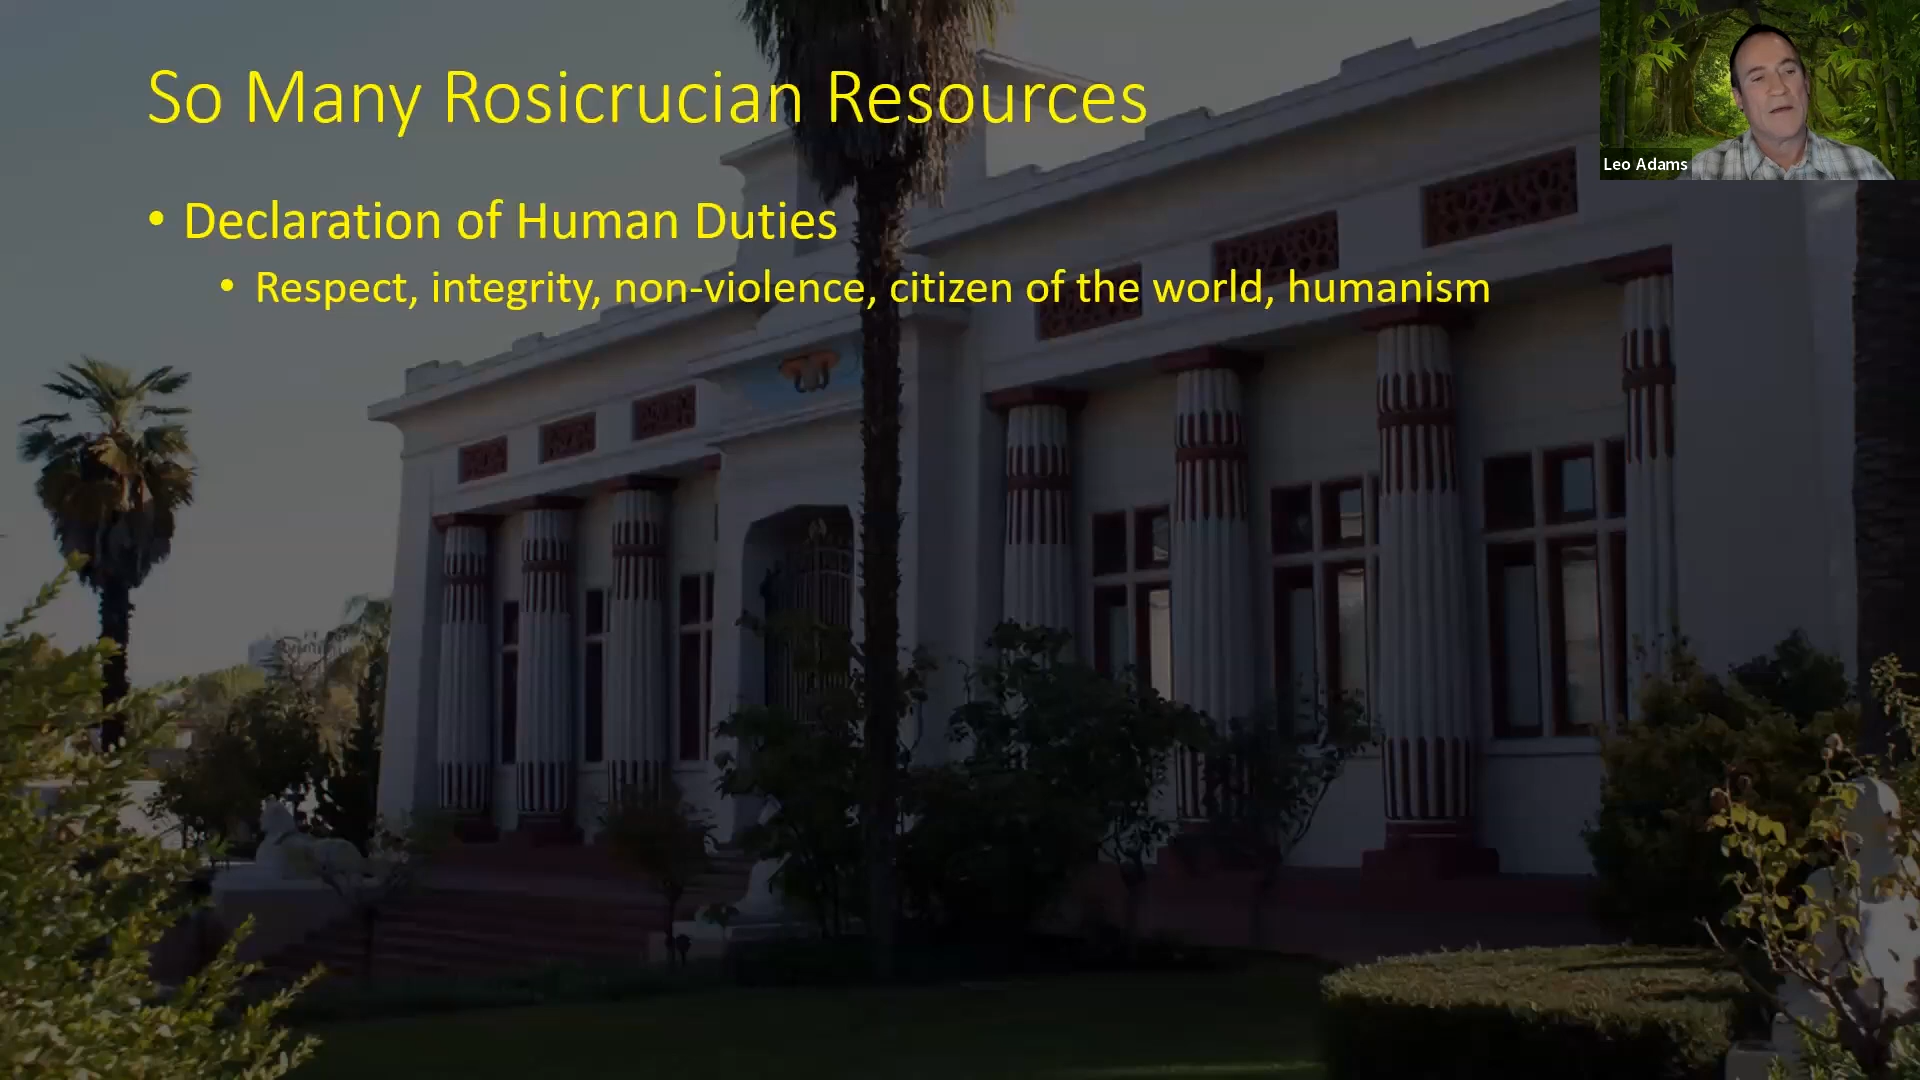 So Many Rosicrucian Resources
Leo Adams
• Declaration of Human Duties
• Respect, integrity, non-violence, citizen of the world, humanism